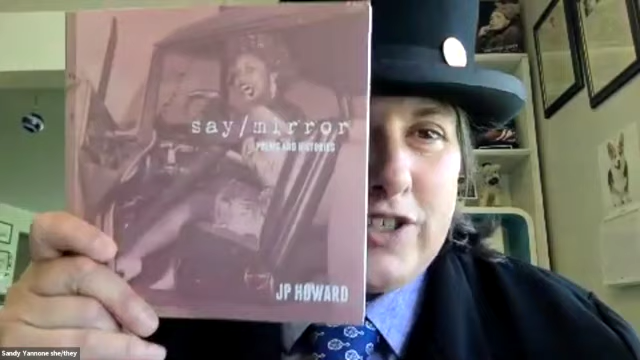 say/mirror
POEMS AND HISTORIES
JP HOWARD
Sandy Yannone she/they